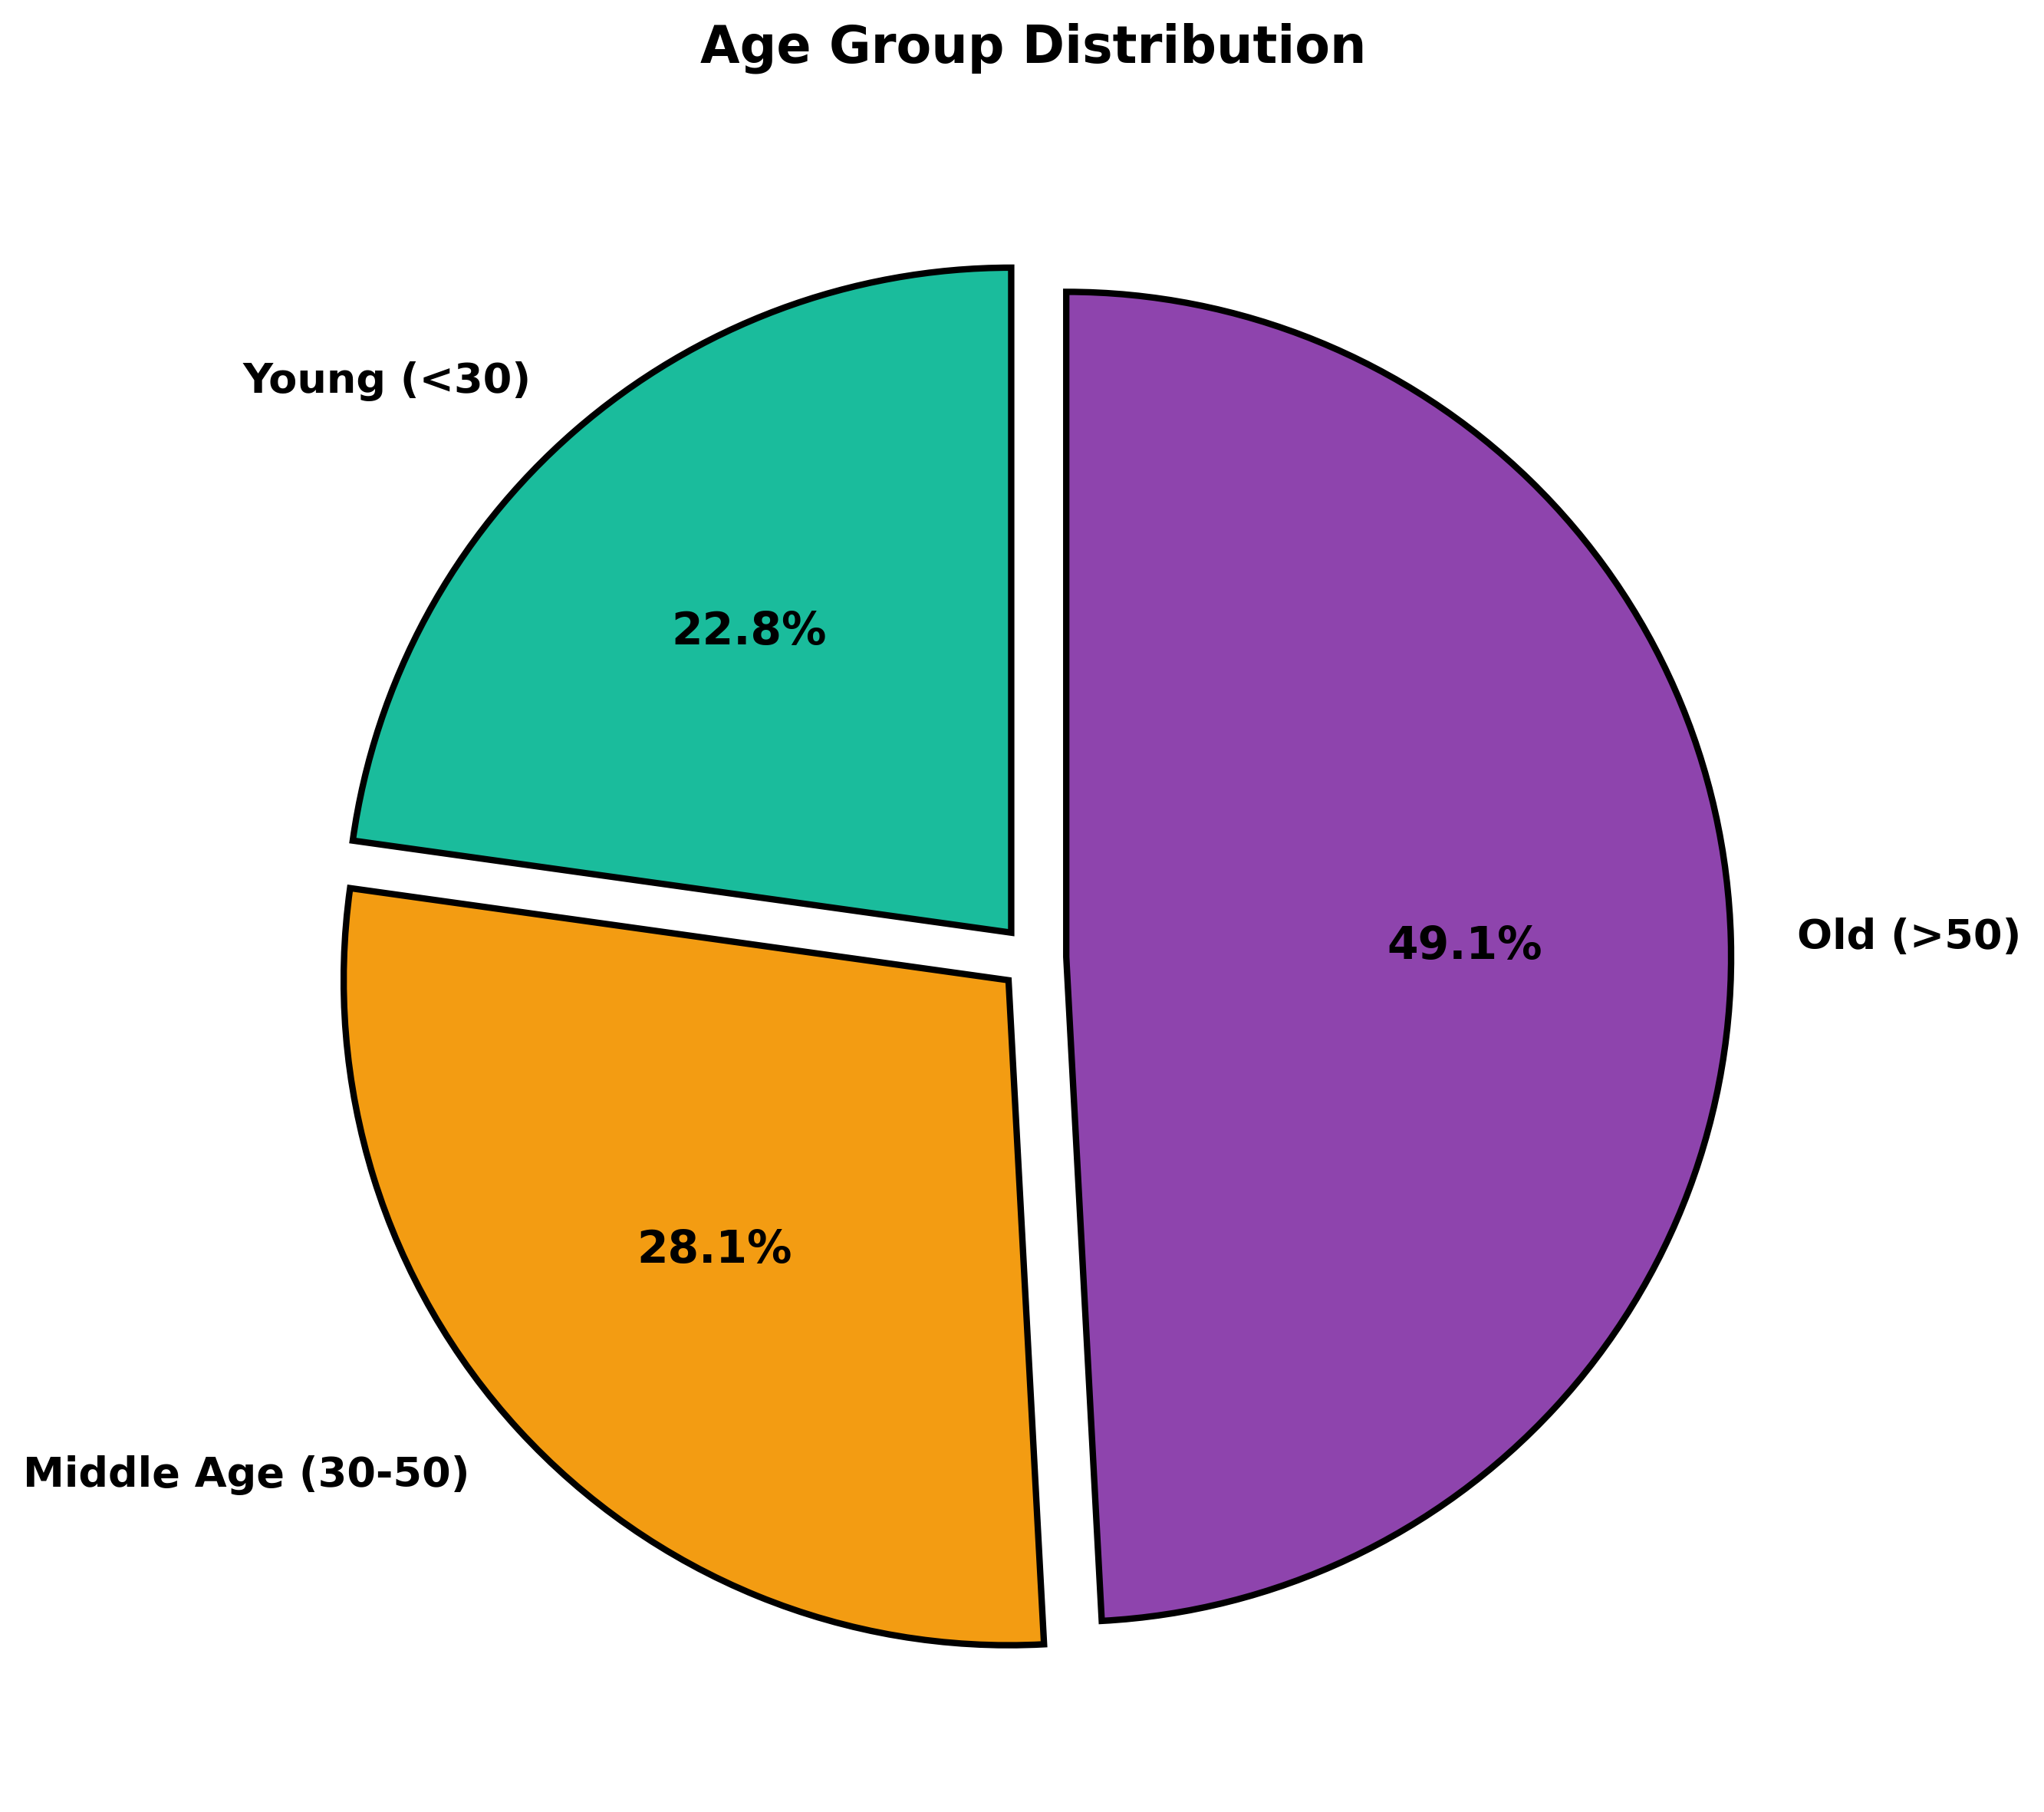 Age Group Distribution
Young (<30)
22.8%
49.1%
Old (>50)
28.1%
Middle Age (30-50)